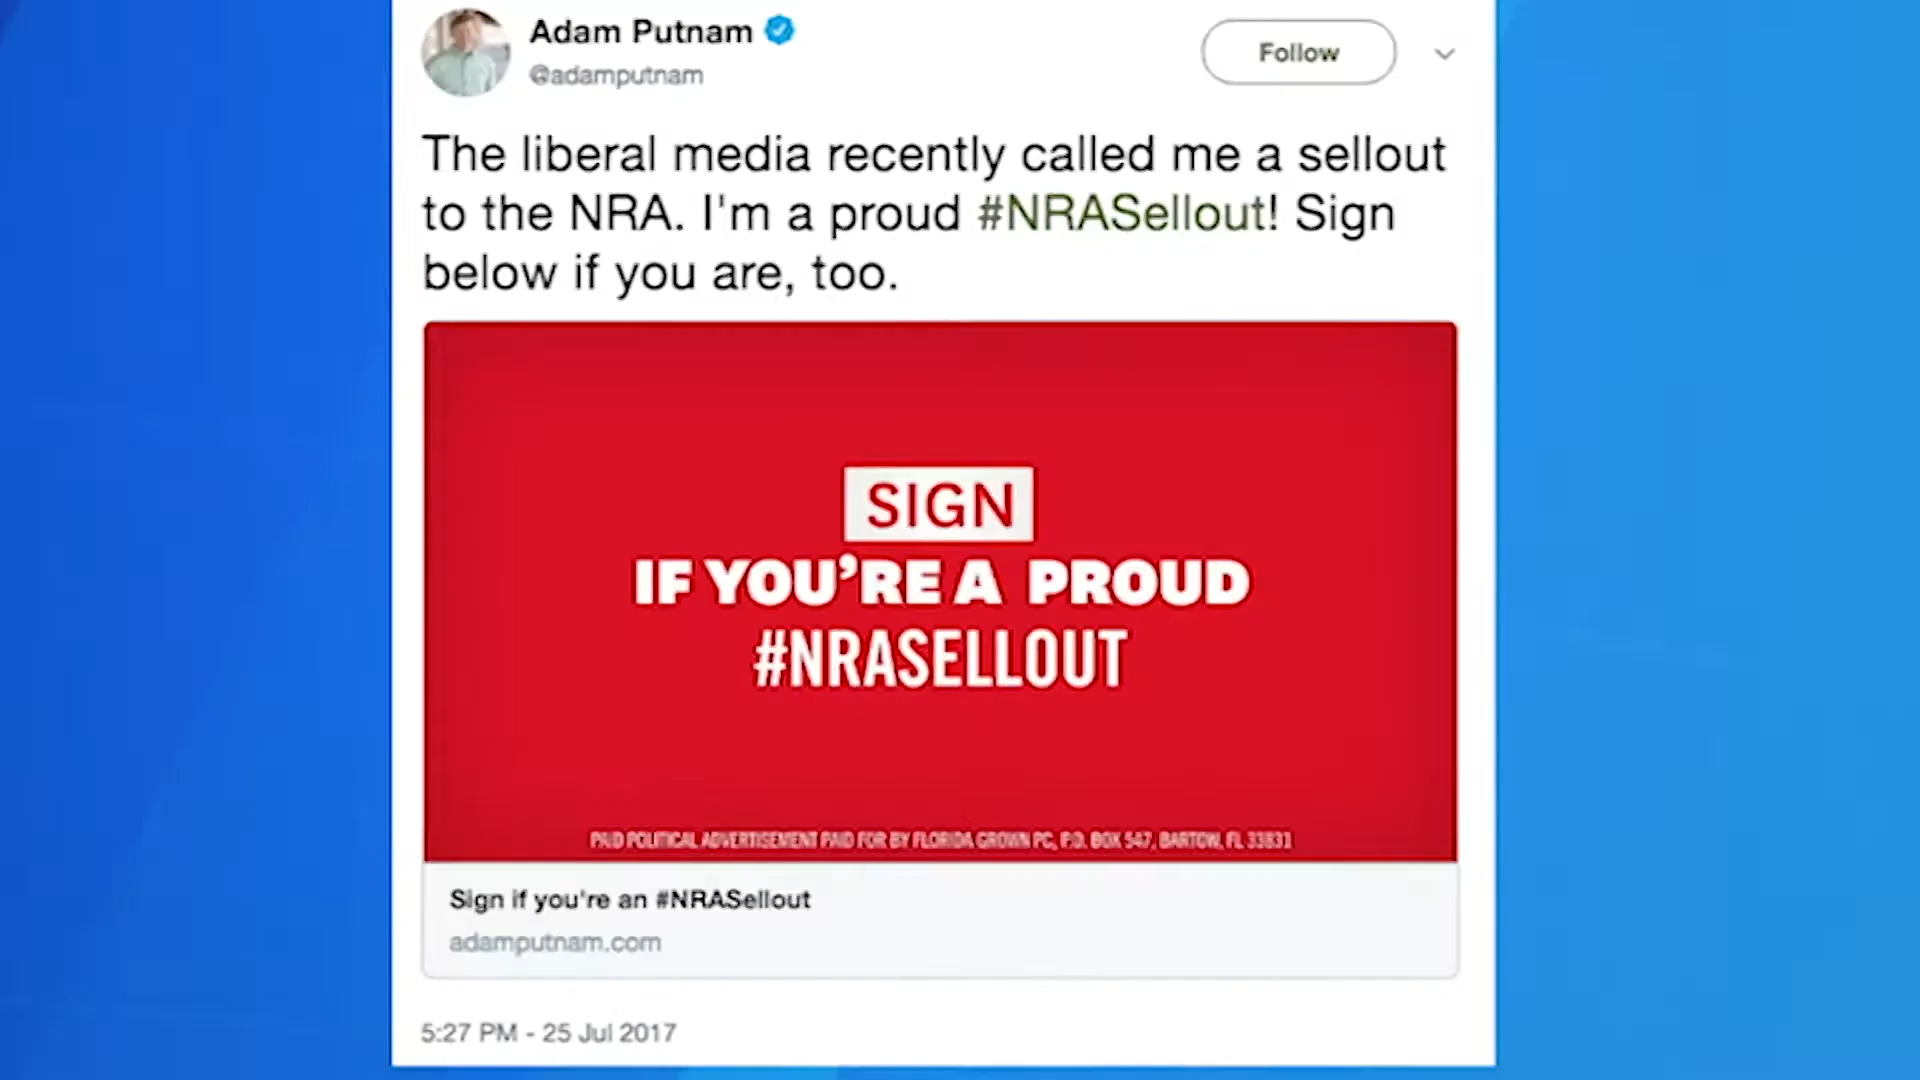 Adam Putnam
@adamputnam
Follow
The liberal media recently called me a sellout
to the NRA. I'm a proud #NRASellout! Sign
below if you are, too.
SIGN
IF YOU'RE A PROUD
#NRASELLOUT
PAID POLITICAL ADVERTISEMENT PAID FOR BY FLORIDA GROWN PC, P.O. BOX 547, BARTOW, FL 33831
Sign if you're an #NRASellout
adamputnam.com
5:27 PM - 25 Jul 2017